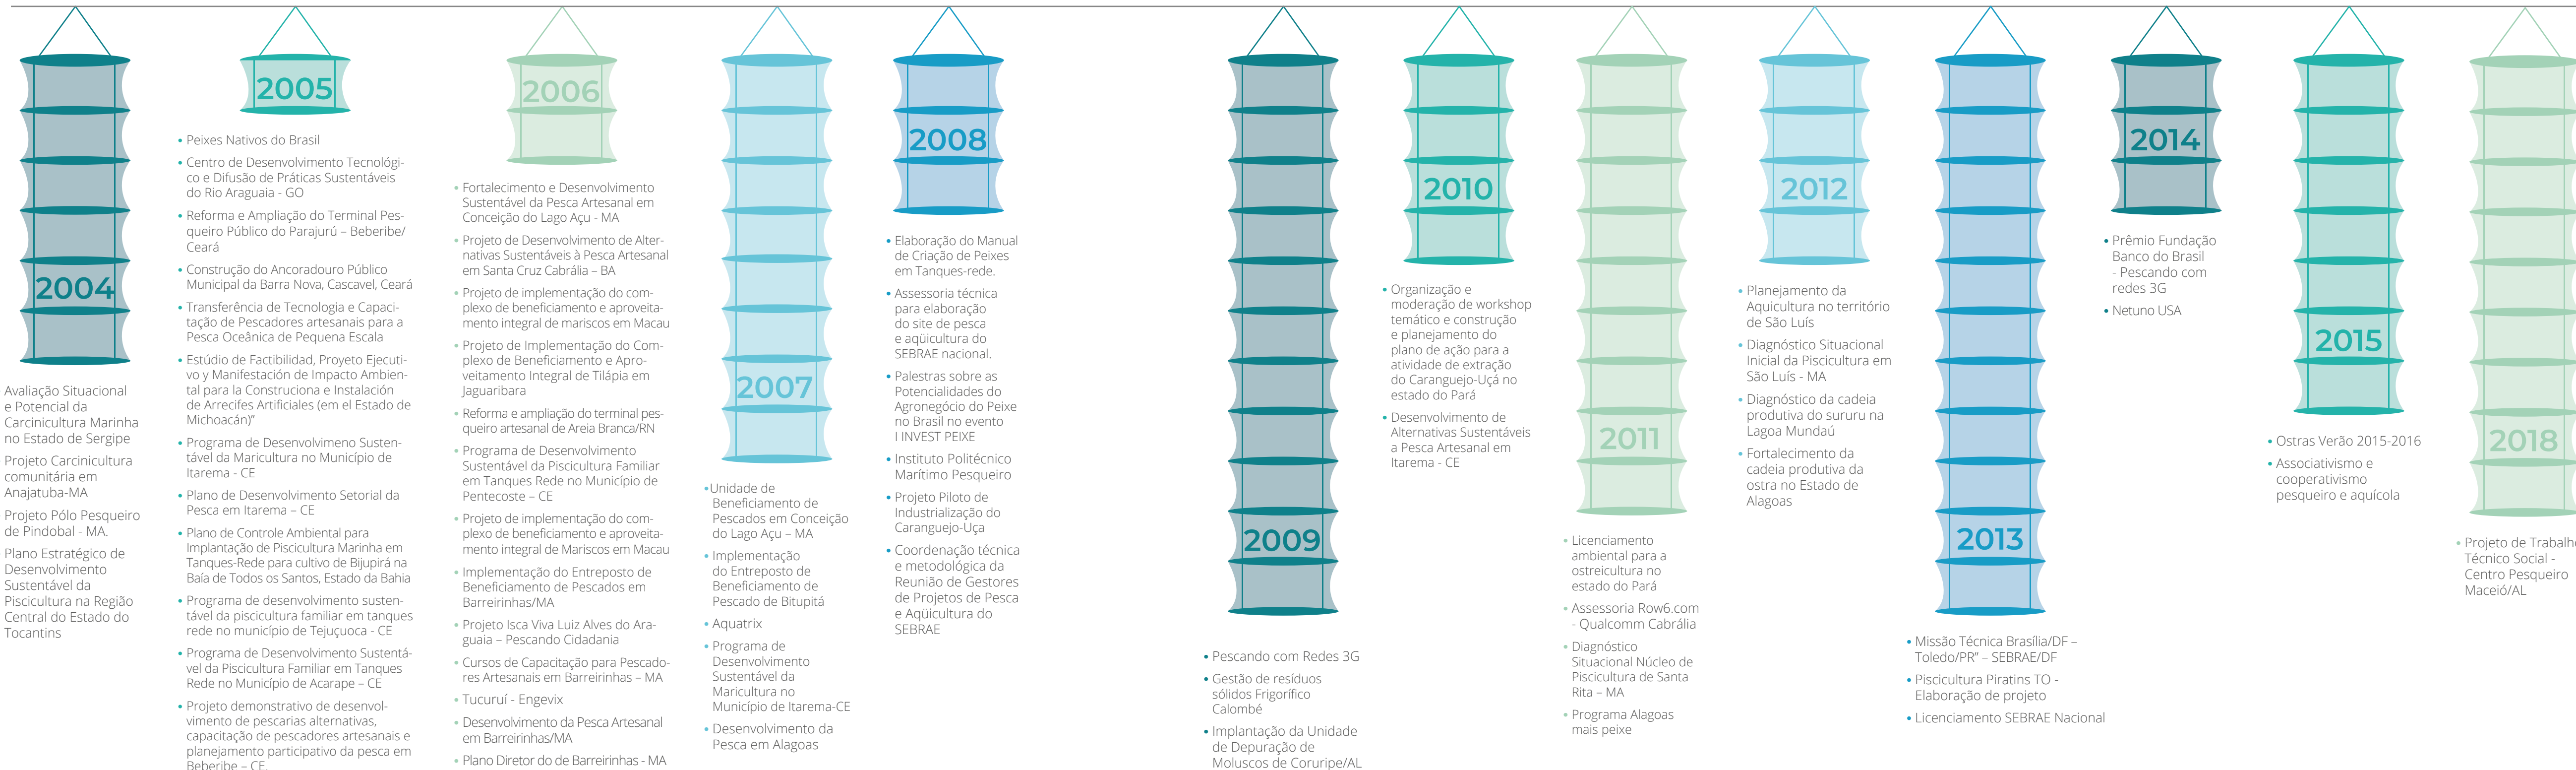 2004
Avaliação Situacional
e Potencial da
Carcinicultura Marinha
no Estado de Sergipe
Projeto Carcinicultura
comunitária em
Anajatuba-MA
Projeto Pólo Pesqueiro
de Pindobal - MA.
Plano Estratégico de
Desenvolvimento
Sustentável da
Piscicultura na Região
Central do Estado do
Tocantins
2005
• Peixes Nativos do Brasil
• Centro de Desenvolvimento Tecnológi-
co e Difusão de Práticas Sustentáveis
do Rio Araguaia - GO
• Reforma e Ampliação do Terminal Pes-
queiro Público do Parajurú – Beberibe/
Ceará
• Construção do Ancoradouro Público
Municipal da Barra Nova, Cascavel, Ceará
• Transferência de Tecnologia e Capaci-
tação de Pescadores artesanais para a
Pesca Oceânica de Pequena Escala
• Estúdio de Factibilidad, Proyeto Ejecuti-
vo y Manifestación de Impacto Ambien-
tal para la Construciona e Instalación
de Arrecifes Artificiales (em el Estado de
Michoacán)"
• Programa de Desenvolvimeno Susten-
tável da Maricultura no Município de
Itarema - CE
• Plano de Desenvolvimento Setorial da
Pesca em Itarema – CE
• Plano de Controle Ambiental para
Implantação de Piscicultura Marinha em
Tanques-Rede para cultivo de Bijupirá na
Baía de Todos os Santos, Estado da Bahia
• Programa de desenvolvimento susten-
tável da piscicultura familiar em tanques
rede no município de Tejuçuoca - CE
• Programa de Desenvolvimento Sustentá-
vel da Piscicultura Familiar em Tanques
Rede no Município de Acarape – CE
• Projeto demonstrativo de desenvol-
vimento de pescarias alternativas,
capacitação de pescadores artesanais e
planejamento participativo da pesca em
Beberibe – CE.
2006
• Fortalecimento e Desenvolvimento
Sustentável da Pesca Artesanal em
Conceição do Lago Açu - MA
• Projeto de Desenvolvimento de Alter-
nativas Sustentáveis à Pesca Artesanal
em Santa Cruz Cabrália – BA
• Projeto de implementação do com-
plexo de beneficiamento e aproveita-
mento integral de mariscos em Macau
• Projeto de Implementação do Com-
plexo de Beneficiamento e Apro-
veitamento Integral de Tilápia em
Jaguaribara
• Reforma e ampliação do terminal pes-
queiro artesanal de Areia Branca/RN
• Programa de Desenvolvimento
Sustentável da Piscicultura Familiar
em Tanques Rede no Município de
Pentecoste – CE
• Projeto de implementação do com-
plexo de beneficiamento e aproveita-
mento integral de Mariscos em Macau
• Implementação do Entreposto de
Beneficiamento de Pescados em
Barreirinhas/MA
• Projeto Isca Viva Luiz Alves do Ara-
guaia – Pescando Cidadania
• Cursos de Capacitação para Pescado-
res Artesanais em Barreirinhas – MA
• Tucuruí - Engevix
• Desenvolvimento da Pesca Artesanal
em Barreirinhas/MA
• Plano Diretor do de Barreirinhas - MA
2007
•Unidade de
Beneficiamento de
Pescados em Conceição
do Lago Açu – MA
• Implementação
do Entreposto de
Beneficiamento de
Pescado de Bitupitá
• Aquatrix
• Programa de
Desenvolvimento
Sustentável da
Maricultura no
Município de Itarema-CE
• Desenvolvimento da
Pesca em Alagoas
2008
• Elaboração do Manual
de Criação de Peixes
em Tanques-rede.
• Assessoria técnica
para elaboração
do site de pesca
e aqüicultura do
SEBRAE nacional.
• Palestras sobre as
Potencialidades do
Agronegócio do Peixe
no Brasil no evento
I INVEST PEIXE
• Instituto Politécnico
Marítimo Pesqueiro
• Projeto Piloto de
Industrialização do
Caranguejo-Uça
• Coordenação técnica
e metodológica da
Reunião de Gestores
de Projetos de Pesca
e Aqüicultura do
SEBRAE
2009
• Pescando com Redes 3G
• Gestão de resíduos
sólidos Frigorífico
Calombé
• Implantação da Unidade
de Depuração de
Moluscos de Coruripe/AL
2010
• Organização e
moderação de workshop
temático e construção
e planejamento do
plano de ação para a
atividade de extração
do Caranguejo-Uçá no
estado do Pará
• Desenvolvimento de
Alternativas Sustentáveis
a Pesca Artesanal em
Itarema - CE
2011
• Licenciamento
ambiental para a
ostreicultura no
estado do Pará
• Assessoria Row6.com
- Qualcomm Cabrália
• Diagnóstico
Situacional Núcleo de
Piscicultura de Santa
Rita – MA
• Programa Alagoas
mais peixe
2012
• Planejamento da
Aquicultura no território
de São Luís
• Diagnóstico Situacional
Inicial da Piscicultura em
São Luís - MA
• Diagnóstico da cadeia
produtiva do sururu na
Lagoa Mundaú
• Fortalecimento da
cadeia produtiva da
ostra no Estado de
Alagoas
2013
• Missão Técnica Brasília/DF –
Toledo/PR" – SEBRAE/DF
• Piscicultura Piratins TO -
Elaboração de projeto
• Licenciamento SEBRAE Nacional
2014
• Prêmio Fundação
Banco do Brasil
- Pescando com
redes 3G
• Netuno USA
2015
• Ostras Verão 2015-2016
• Associativismo e
cooperativismo
pesqueiro e aquícola
2018
• Projeto de Trabalho
Técnico Social -
Centro Pesqueiro
Maceió/AL